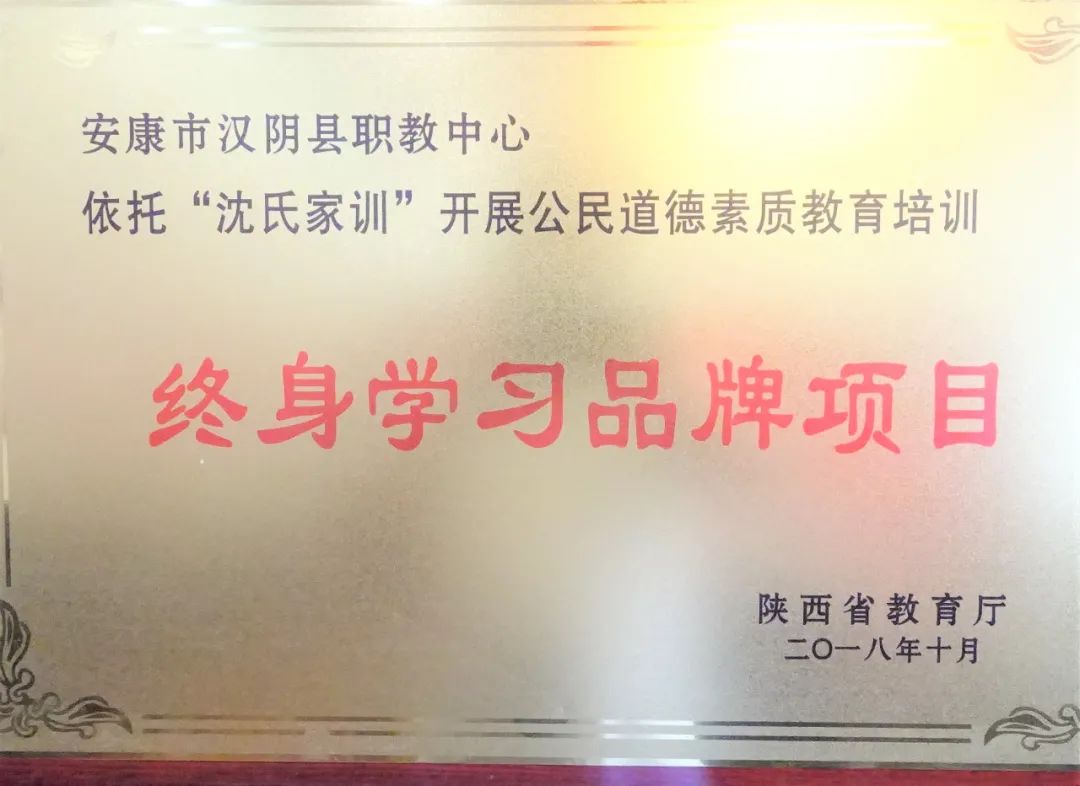 安康市汉阴县职教中心
依托“沈氏家训”开展公民道德素质教育培训
终身学习品牌项目
陕西省教育厅
二〇一八年十月